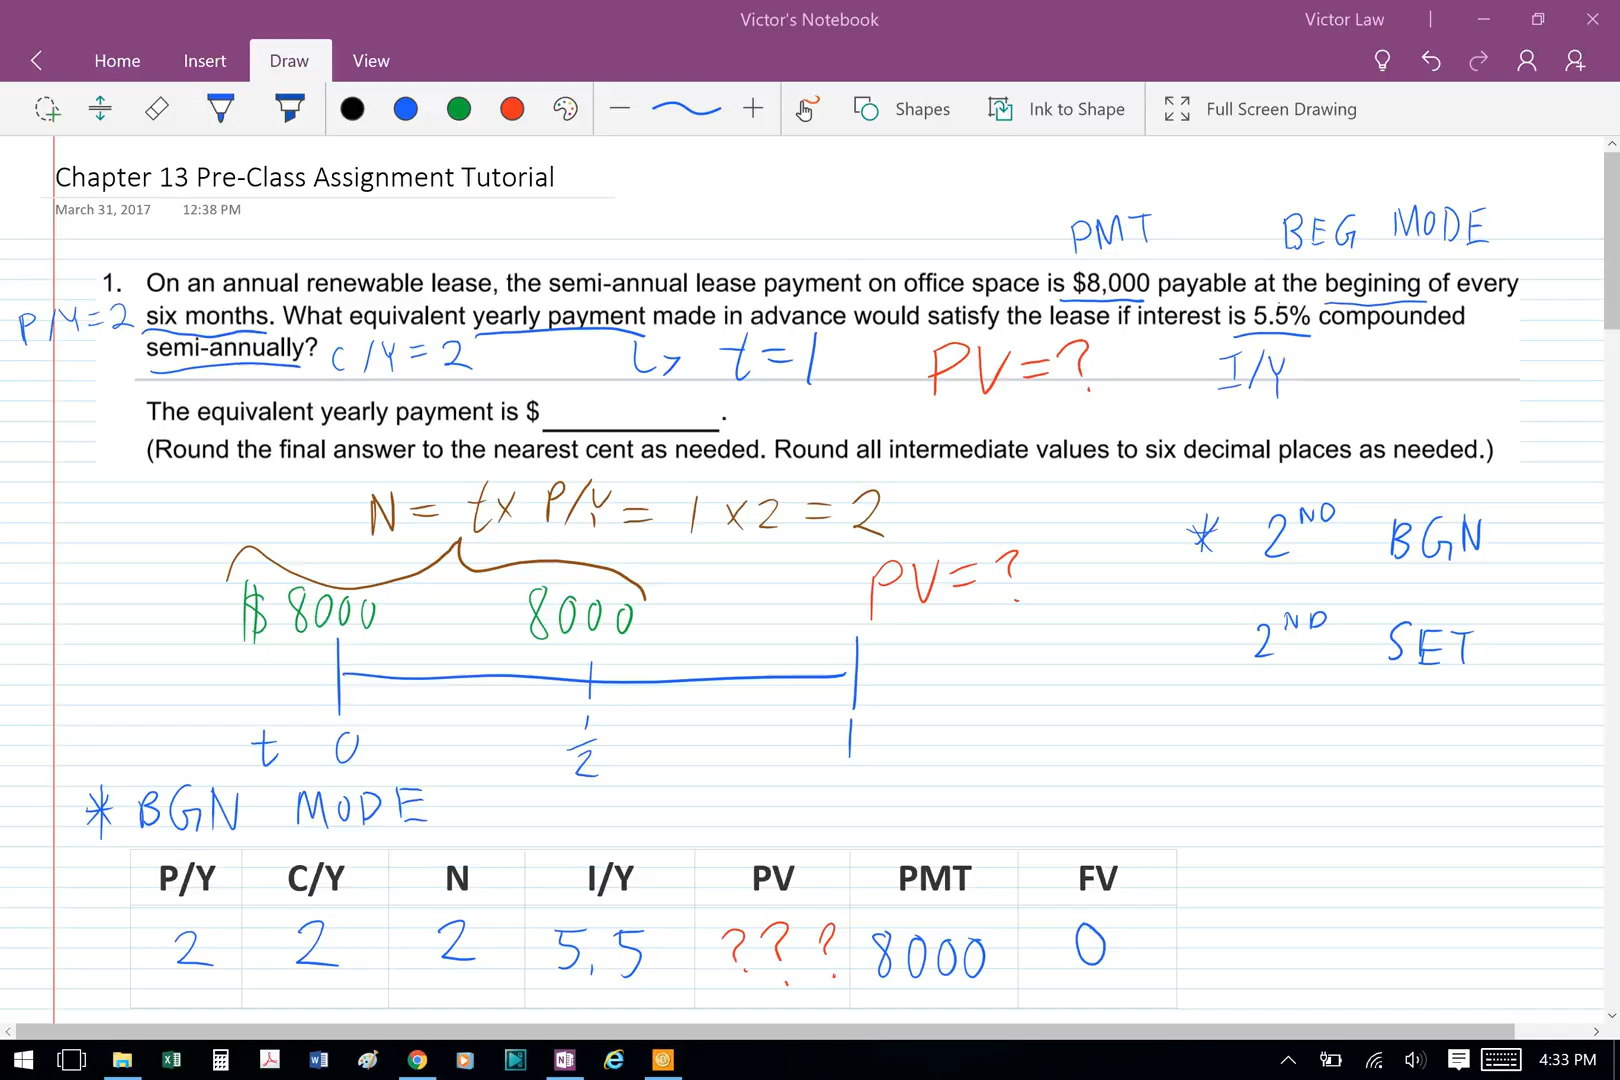 Victor's Notebook
Victor Law
Home Insert Draw View
Shapes Ink to Shape Full Screen Drawing
Chapter 13 Pre-Class Assignment Tutorial
March 31, 2017 12:38 PM
PMT BEG MODE
1. On an annual renewable lease, the semi-annual lease payment on office space is $8,000 payable at the begining of every
P/Y=2 six months. What equivalent yearly payment made in advance would satisfy the lease if interest is 5.5% compounded
semi-annually? C/Y=2 t=1 PV=? I/Y
The equivalent yearly payment is $ ____________.
(Round the final answer to the nearest cent as needed. Round all intermediate values to six decimal places as needed.)
N = t x P/Y = 1 x 2 = 2
* 2ND BGN
$8000 8000 PV=?
2ND SET
t 0 1/2 1
* BGN MODE
P/Y C/Y N I/Y PV PMT FV
2 2 2 5.5 ? ? ? 8000 0
4:33 PM